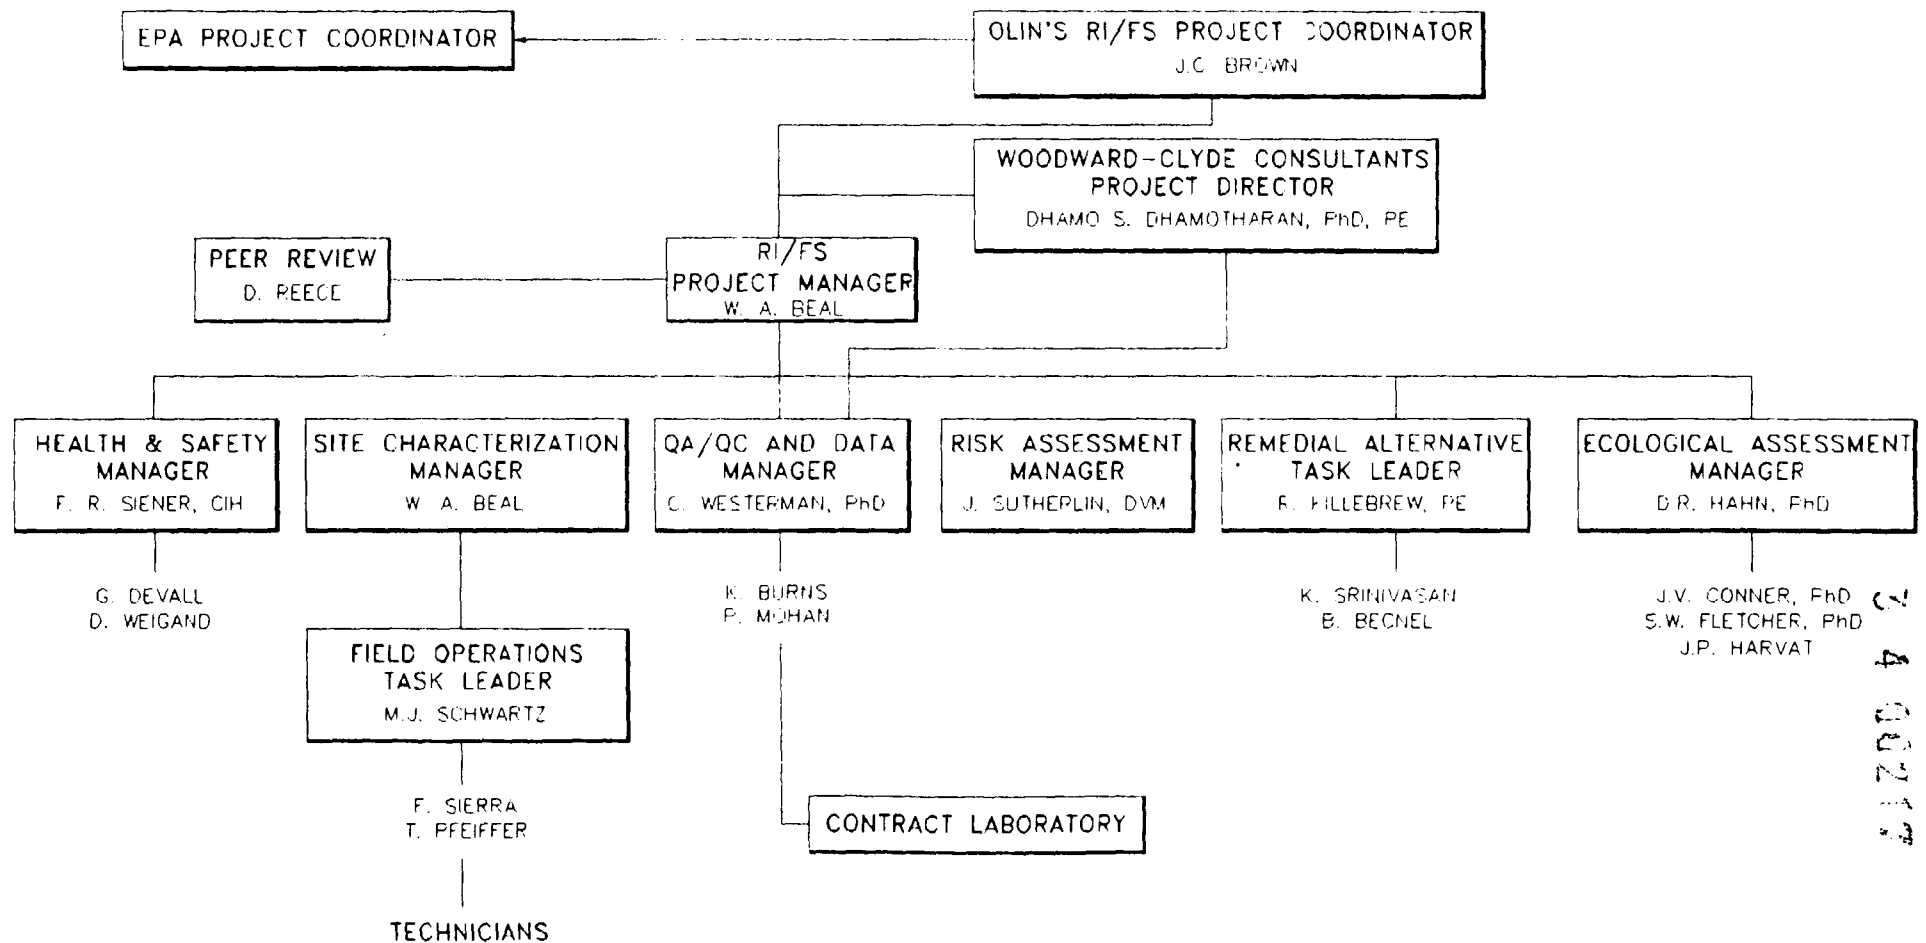 EPA PROJECT COORDINATOR
OLIN'S RI/FS PROJECT COORDINATOR
J.C. BROWN
WOODWARD-CLYDE CONSULTANTS
PROJECT DIRECTOR
DHAMO S. DHAMOTHARAN, PhD, PE
PEER REVIEW
D. REECE
RI/FS
PROJECT MANAGER
W. A. BEAL
HEALTH & SAFETY
MANAGER
F. R. SIENER, CIH
SITE CHARACTERIZATION
MANAGER
W. A. BEAL
QA/QC AND DATA
MANAGER
C. WESTERMAN, PhD
RISK ASSESSMENT
MANAGER
J. SUTHERLIN, DVM
REMEDIAL ALTERNATIVE
TASK LEADER
R. HILLEBREW, PE
ECOLOGICAL ASSESSMENT
MANAGER
D.R. HAHN, PhD
G. DEVALL
D. WEIGAND
K. BURNS
P. MOHAN
K. SRINIVASAN
B. BECNEL
J.V. CONNER, PhD
S.W. FLETCHER, PhD
J.P. HARVAT
FIELD OPERATIONS
TASK LEADER
M.J. SCHWARTZ
F. SIERRA
T. PFEIFFER
CONTRACT LABORATORY
TECHNICIANS